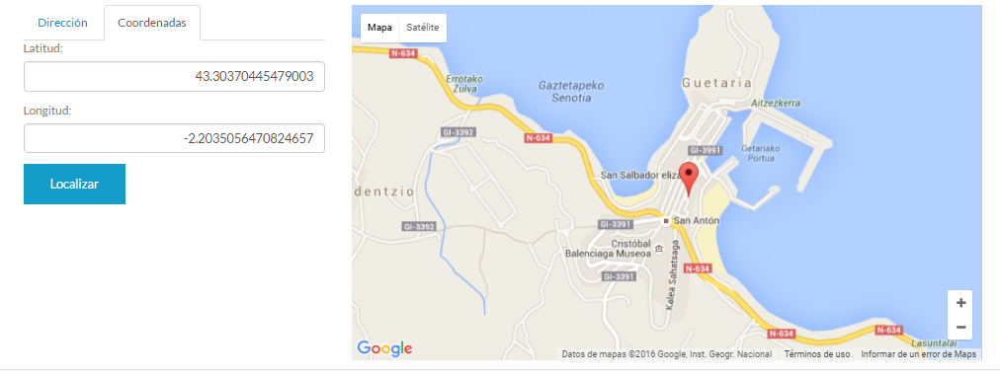 Dirección
Coordenadas
Latitud:
43.30370445479003
Longitud:
-2.2035056470824657
Localizar
Mapa
Satélite
N-634
Errotako
Zulva
Gaztetapeko
Senotia
Guetaria
Aitzezkerra
GI-3392
N-634
GI-3991
Getariako
Portua
San Salbador eliza
dentzio
GI-3392
GI-3391
San Antón
Cristóbal
Balenciaga Museoa
GI-3391
Kalea Sahatsaga
N-634
N-634
Lasuntalai
+
−
Google
Datos de mapas ©2016 Google, Inst. Geogr. Nacional
Términos de uso
Informar de un error de Maps